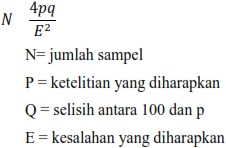 N 4pq/E²
N= jumlah sampel
P = ketelitian yang diharapkan
Q = selisih antara 100 dan p
E = kesalahan yang diharapkan